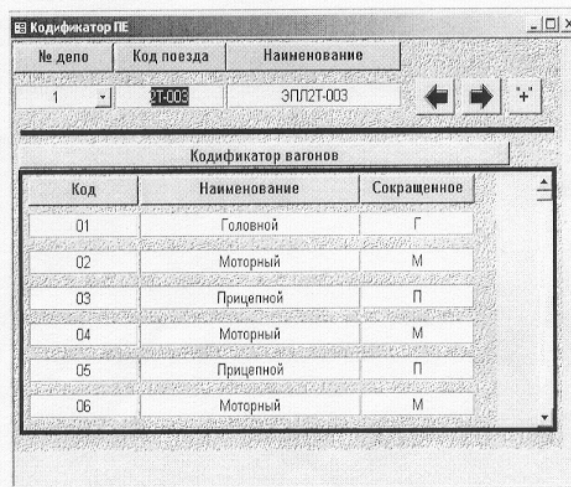 Кодификатор ПЕ
№ депо Код поезда Наименование
1 2Т-003 ЭПЛ2Т-003 "+"
Кодификатор вагонов
Код Наименование Сокращенное
01 Головной Г
02 Моторный М
03 Прицепной П
04 Моторный М
05 Прицепной П
06 Моторный М